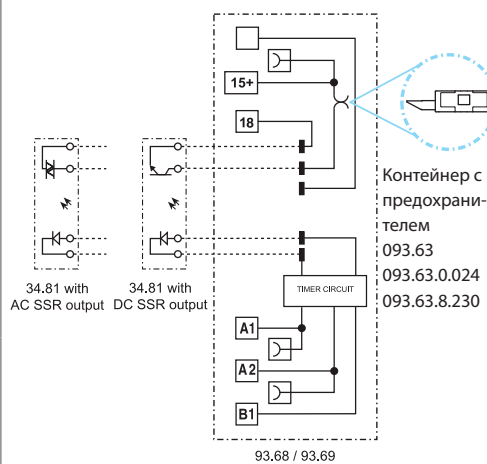 15+
18
Контейнер с
предохрани-
телем
093.63
093.63.0.024
093.63.8.230
34.81 with
AC SSR output
34.81 with
DC SSR output
TIMER CIRCUIT
A1
A2
B1
93.68 / 93.69